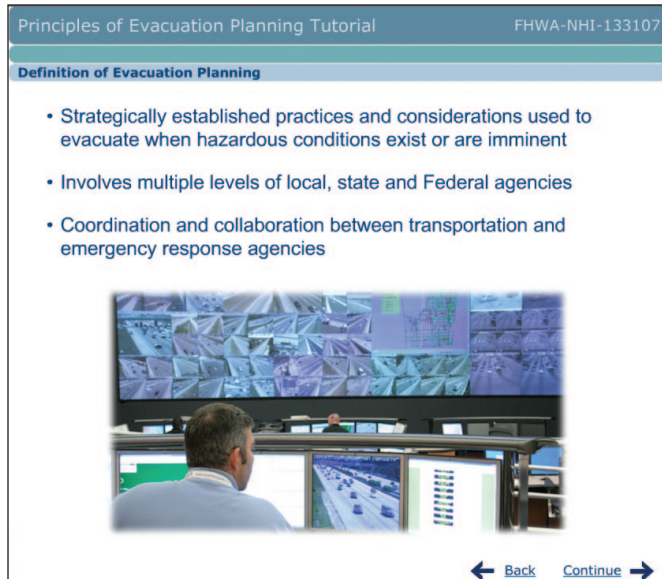 Principles of Evacuation Planning Tutorial FHWA-NHI-133107
Definition of Evacuation Planning
• Strategically established practices and considerations used to
evacuate when hazardous conditions exist or are imminent
• Involves multiple levels of local, state and Federal agencies
• Coordination and collaboration between transportation and
emergency response agencies
Back Continue